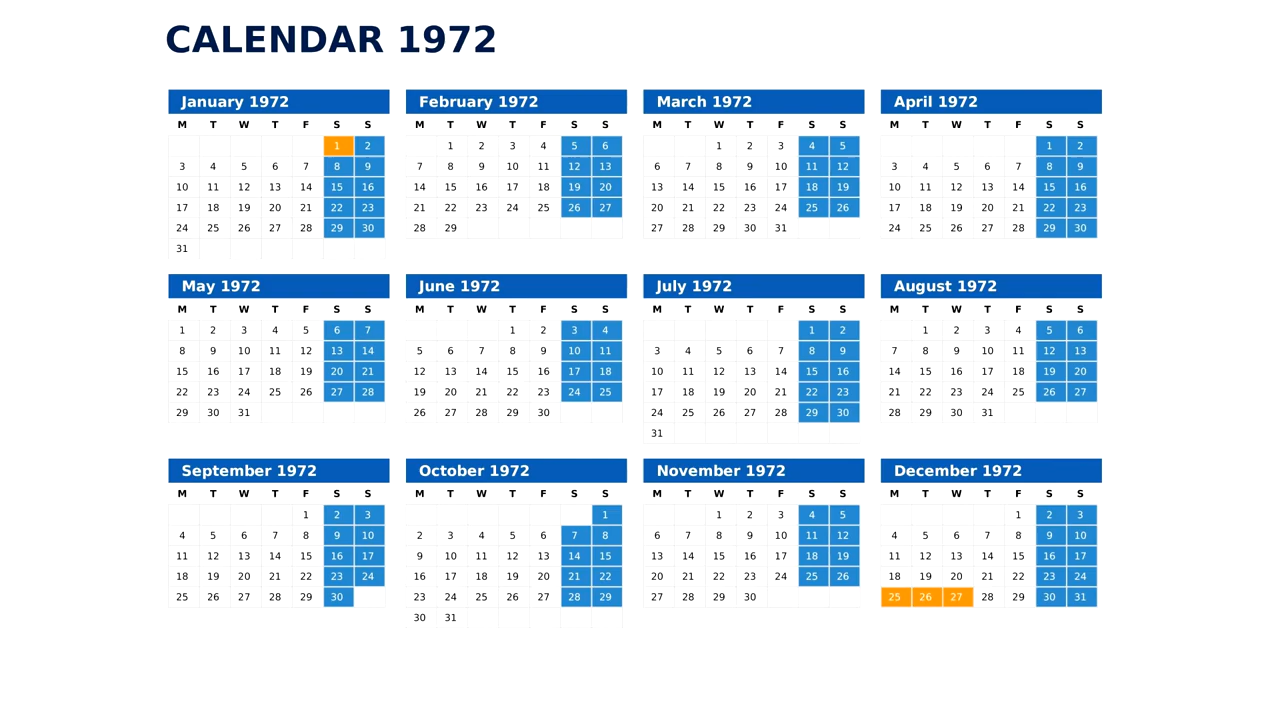 CALENDAR 1972
January 1972
M T W T F S S
1 2
3 4 5 6 7 8 9
10 11 12 13 14 15 16
17 18 19 20 21 22 23
24 25 26 27 28 29 30
31
February 1972
M T W T F S S
1 2 3 4 5 6
7 8 9 10 11 12 13
14 15 16 17 18 19 20
21 22 23 24 25 26 27
28 29
March 1972
M T W T F S S
1 2 3 4 5
6 7 8 9 10 11 12
13 14 15 16 17 18 19
20 21 22 23 24 25 26
27 28 29 30 31
April 1972
M T W T F S S
1 2
3 4 5 6 7 8 9
10 11 12 13 14 15 16
17 18 19 20 21 22 23
24 25 26 27 28 29 30
May 1972
M T W T F S S
1 2 3 4 5 6 7
8 9 10 11 12 13 14
15 16 17 18 19 20 21
22 23 24 25 26 27 28
29 30 31
June 1972
M T W T F S S
1 2 3 4
5 6 7 8 9 10 11
12 13 14 15 16 17 18
19 20 21 22 23 24 25
26 27 28 29 30
July 1972
M T W T F S S
1 2
3 4 5 6 7 8 9
10 11 12 13 14 15 16
17 18 19 20 21 22 23
24 25 26 27 28 29 30
31
August 1972
M T W T F S S
1 2 3 4 5 6
7 8 9 10 11 12 13
14 15 16 17 18 19 20
21 22 23 24 25 26 27
28 29 30 31
September 1972
M T W T F S S
1 2 3
4 5 6 7 8 9 10
11 12 13 14 15 16 17
18 19 20 21 22 23 24
25 26 27 28 29 30
October 1972
M T W T F S S
1
2 3 4 5 6 7 8
9 10 11 12 13 14 15
16 17 18 19 20 21 22
23 24 25 26 27 28 29
30 31
November 1972
M T W T F S S
1 2 3 4 5
6 7 8 9 10 11 12
13 14 15 16 17 18 19
20 21 22 23 24 25 26
27 28 29 30
December 1972
M T W T F S S
1 2 3
4 5 6 7 8 9 10
11 12 13 14 15 16 17
18 19 20 21 22 23 24
25 26 27 28 29 30 31